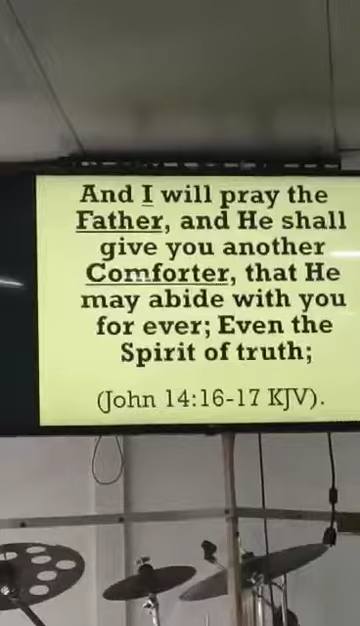 And I will pray the
Father, and He shall
give you another
Comforter, that He
may abide with you
for ever; Even the
Spirit of truth;
(John 14:16-17 KJV).